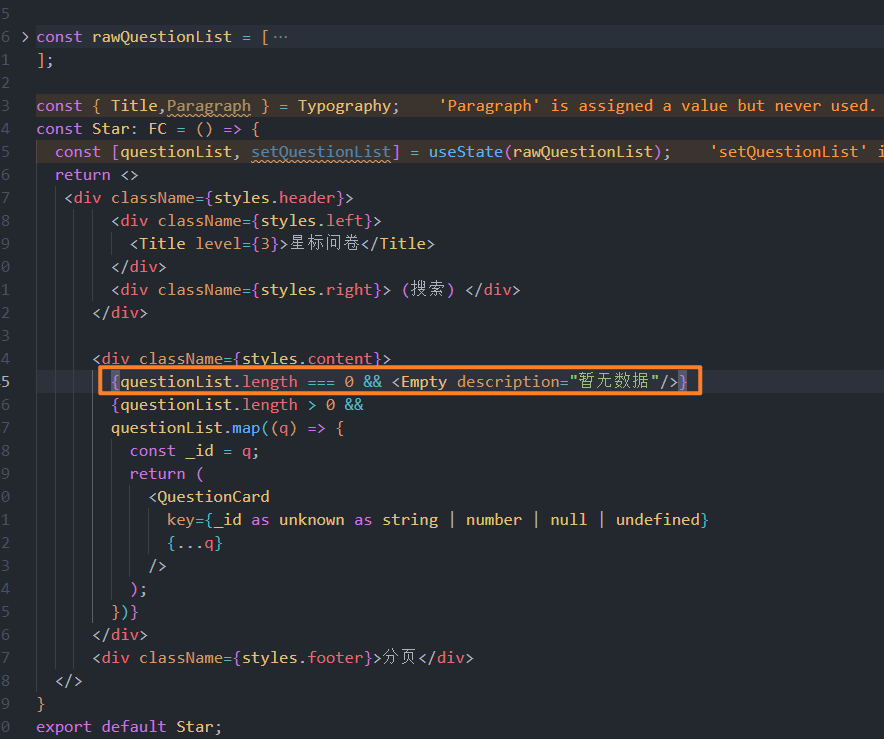 5
6 > const rawQuestionList = [ ···
1 ];
2
3 const { Title,Paragraph } = Typography; 'Paragraph' is assigned a value but never used.
4 const Star: FC = () => {
5 const [questionList, setQuestionList] = useState(rawQuestionList); 'setQuestionList' i
6 return <>
7 <div className={styles.header}>
8 <div className={styles.left}>
9 <Title level={3}>星标问卷</Title>
0 </div>
1 <div className={styles.right}> (搜索) </div>
2 </div>
3
4 <div className={styles.content}>
5 {questionList.length === 0 && <Empty description="暂无数据"/>}
6 {questionList.length > 0 &&
7 questionList.map((q) => {
8 const _id = q;
9 return (
0 <QuestionCard
1 key={_id as unknown as string | number | null | undefined}
2 {...q}
3 />
4 );
5 })}
6 </div>
7 <div className={styles.footer}>分页</div>
8 </>
9 }
0 export default Star;